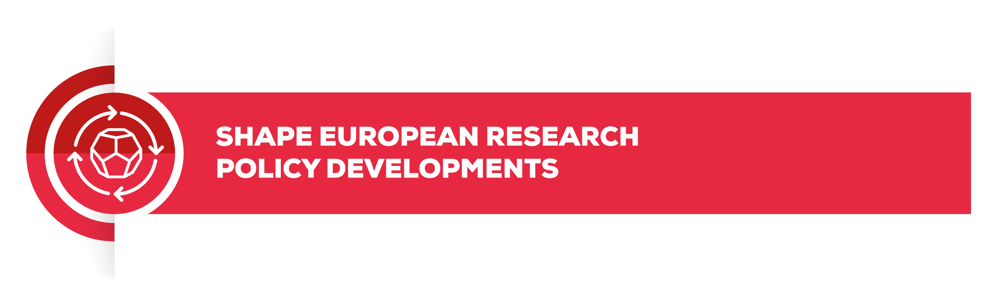 SHAPE EUROPEAN RESEARCH
POLICY DEVELOPMENTS